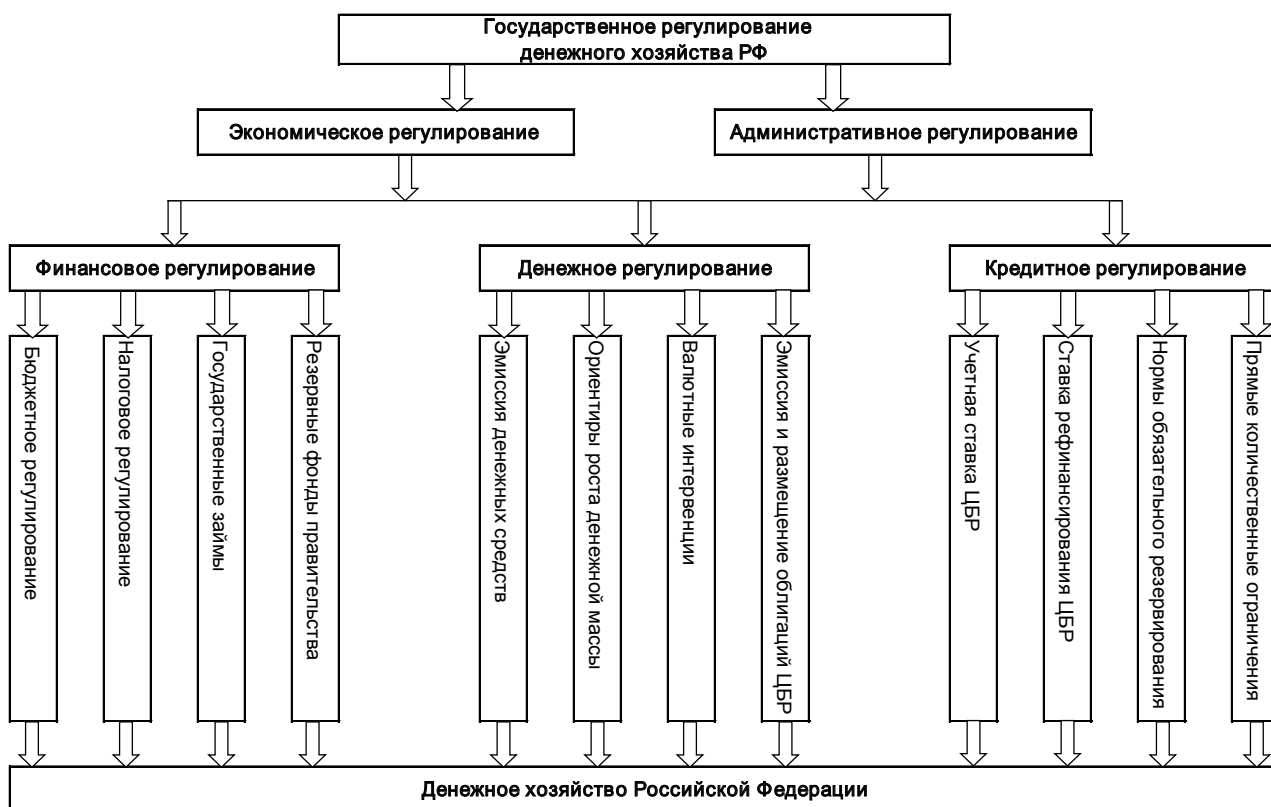 Государственное регулирование
денежного хозяйства РФ
Экономическое регулирование
Административное регулирование
Финансовое регулирование
Денежное регулирование
Кредитное регулирование
Бюджетное регулирование
Налоговое регулирование
Государственные займы
Резервные фонды правительства
Эмиссия денежных средств
Ориентиры роста денежной массы
Валютные интервенции
Эмиссия и размещение облигаций ЦБР
Учетная ставка ЦБР
Ставка рефинансирования ЦБР
Нормы обязательного резервирования
Прямые количественные ограничения
Денежное хозяйство Российской Федерации